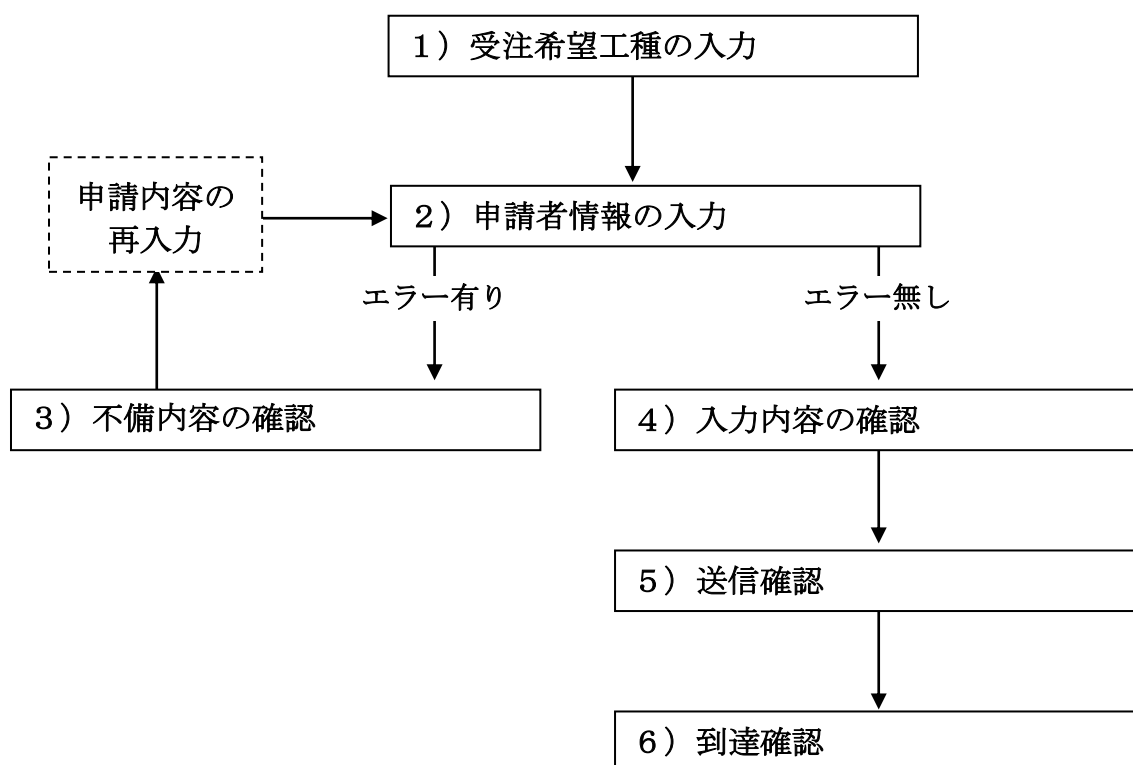 １）受注希望工種の入力
申請内容の
再入力
２）申請者情報の入力
エラー有り
エラー無し
３）不備内容の確認
４）入力内容の確認
５）送信確認
６）到達確認